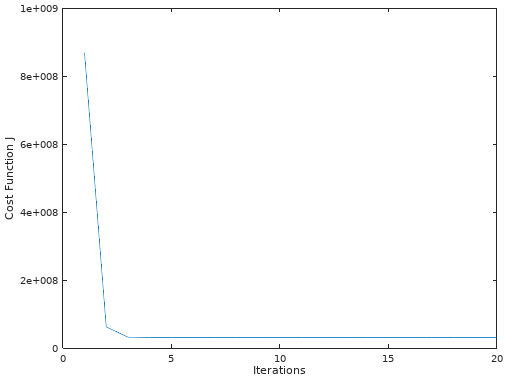 1e+009
8e+008
6e+008
4e+008
2e+008
0
Cost Function J
0 5 10 15 20
Iterations